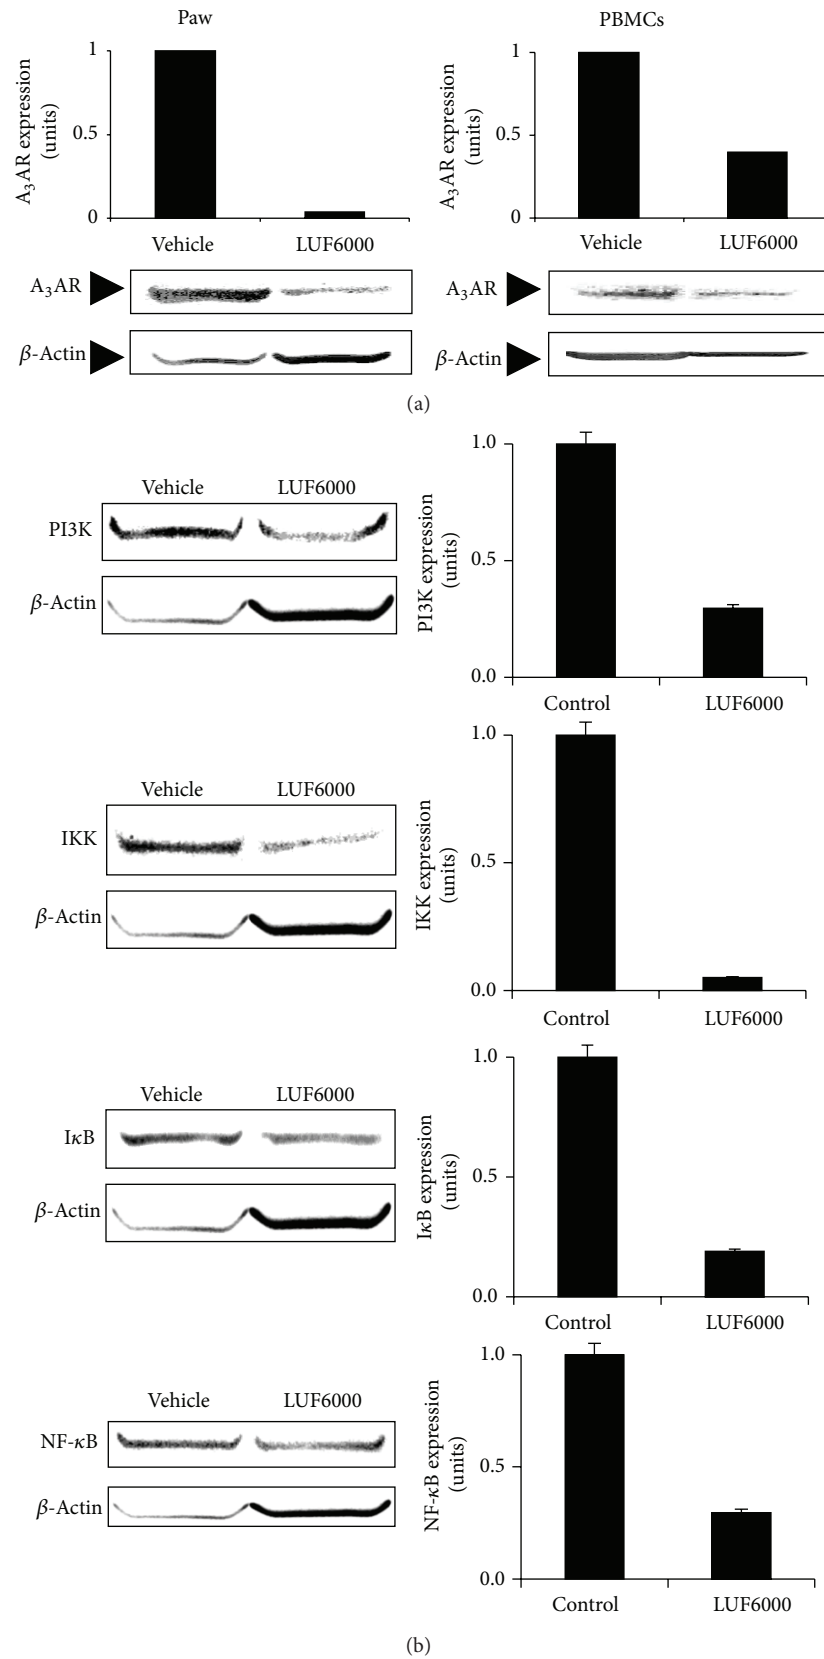 Paw
A₃AR expression
(units)
1
0.5
0
Vehicle LUF6000
A₃AR
β-Actin
PBMCs
A₃AR expression
(units)
1
0.5
0
Vehicle LUF6000
A₃AR
β-Actin
(a)
Vehicle LUF6000
PI3K
β-Actin
PI3K expression
(units)
1.0
0.5
0.0
Control LUF6000
Vehicle LUF6000
IKK
β-Actin
IKK expression
(units)
1.0
0.5
0.0
Control LUF6000
Vehicle LUF6000
IκB
β-Actin
IκB expression
(units)
1.0
0.5
0.0
Control LUF6000
Vehicle LUF6000
NF-κB
β-Actin
NF-κB expression
(units)
1.0
0.5
0.0
Control LUF6000
(b)